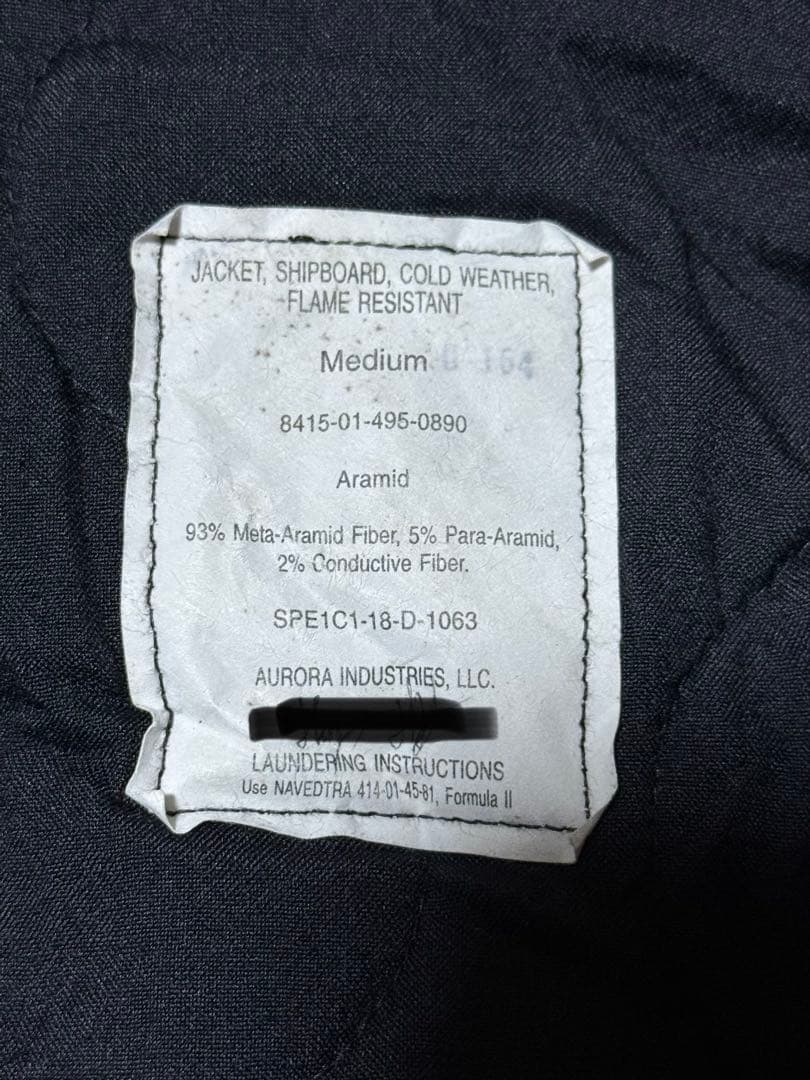 JACKET, SHIPBOARD, COLD WEATHER,
FLAME RESISTANT
Medium
8415-01-495-0890
Aramid
93% Meta-Aramid Fiber, 5% Para-Aramid,
2% Conductive Fiber.
SPE1C1-18-D-1063
AURORA INDUSTRIES, LLC.
LAUNDERING INSTRUCTIONS
Use NAVEDTRA 414-01-45-81, Formula II